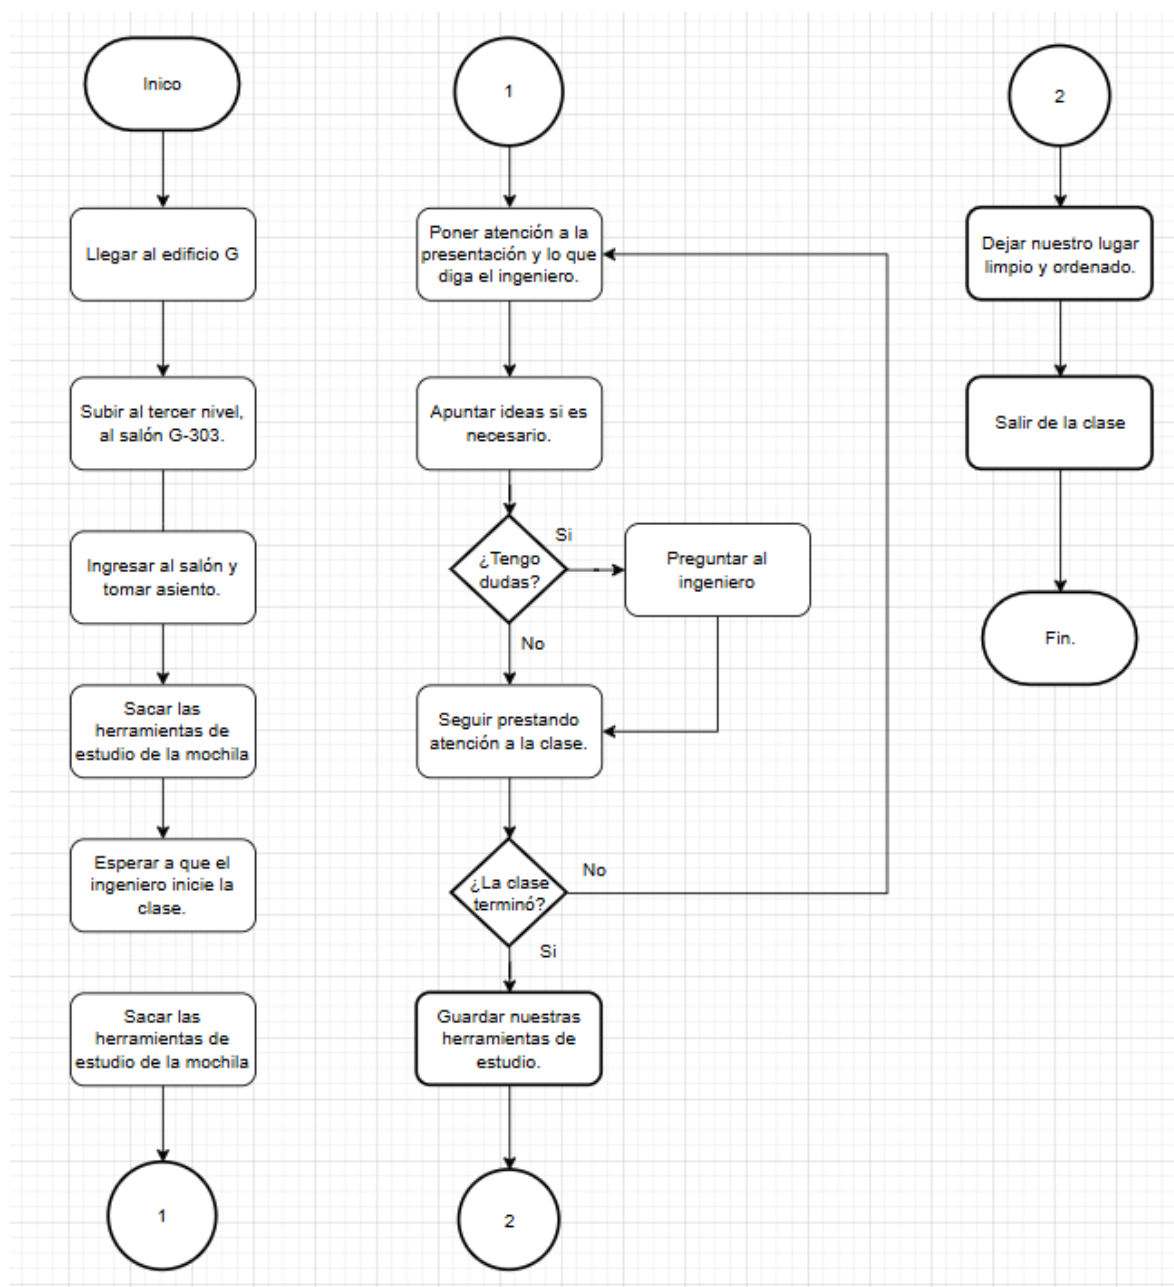 Inico
Llegar al edificio G
Subir al tercer nivel,
al salón G-303.
Ingresar al salón y
tomar asiento.
Sacar las
herramientas de
estudio de la mochila
Esperar a que el
ingeniero inicie la
clase.
Sacar las
herramientas de
estudio de la mochila
1
1
Poner atención a la
presentación y lo que
diga el ingeniero.
Apuntar ideas si es
necesario.
¿Tengo
dudas?
Si
Preguntar al
ingeniero
No
Seguir prestando
atención a la clase.
¿La clase
terminó?
No
Si
Guardar nuestras
herramientas de
estudio.
2
2
Dejar nuestro lugar
limpio y ordenado.
Salir de la clase
Fin.